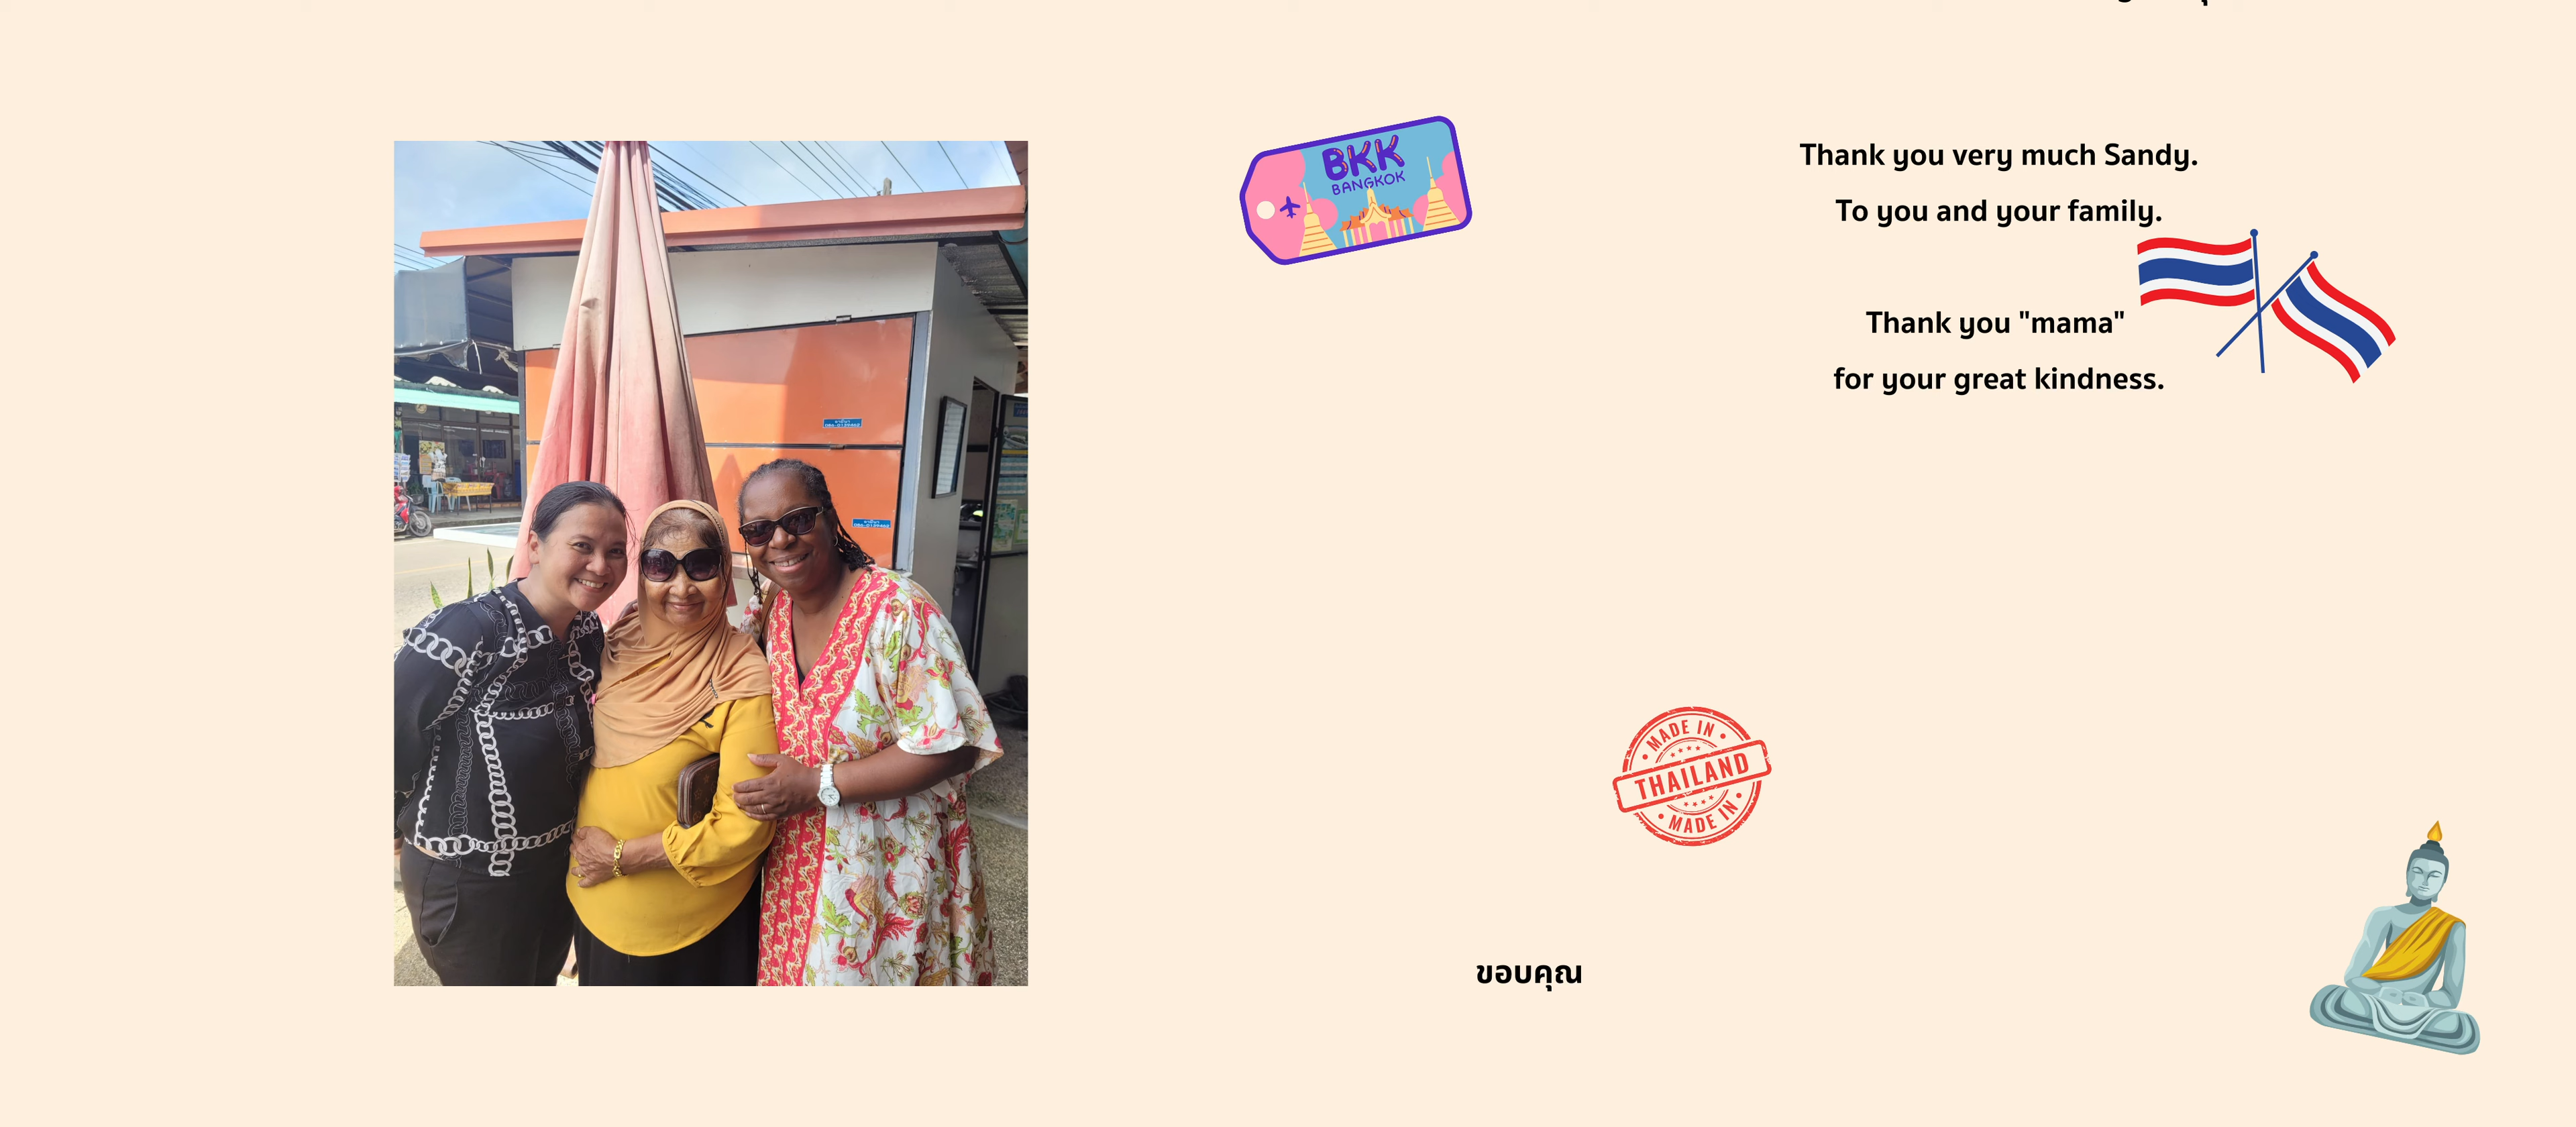 BKK
BANGKOK
Thank you very much Sandy.
To you and your family.
Thank you "mama"
for your great kindness.
MADE IN
THAILAND
MADE IN
ขอบคุณ